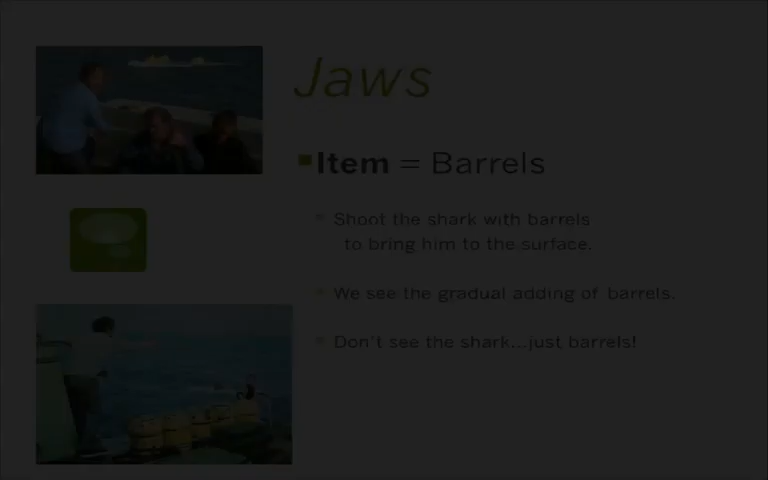 Jaws
Item = Barrels
Shoot the shark with barrels
to bring him to the surface.
We see the gradual adding of barrels.
Don't see the shark...just barrels!